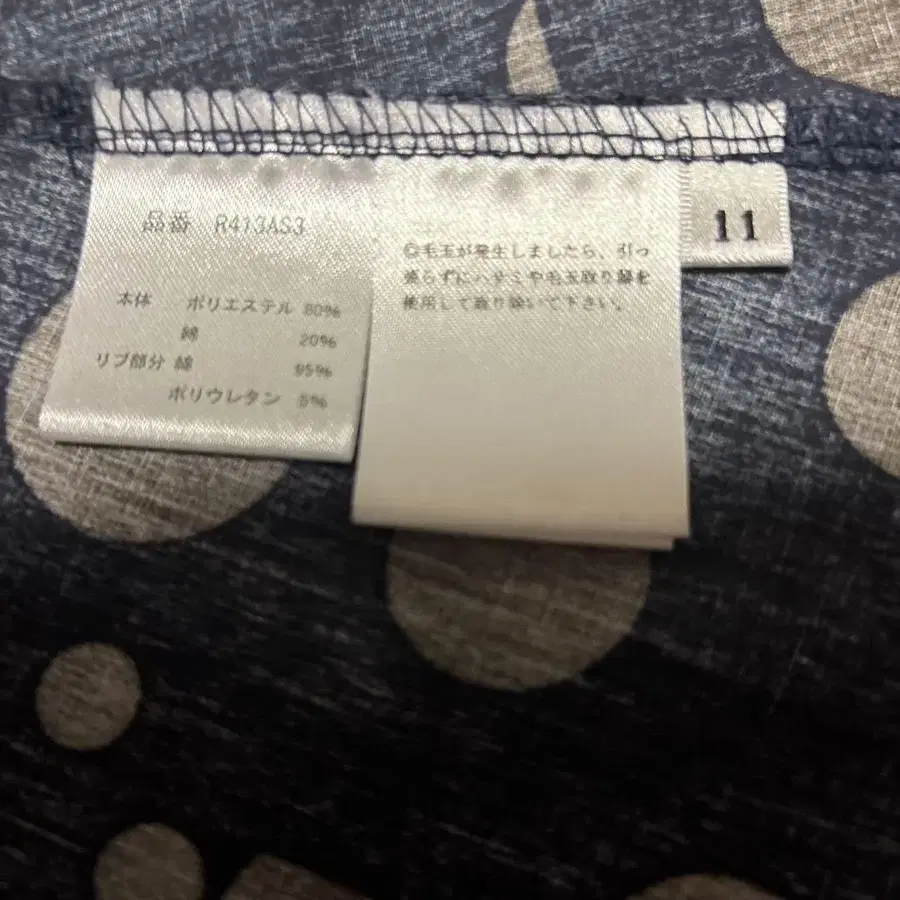 品番 R413AS3
本体 ポリエステル 80%
綿 20%
リブ部分 綿 95%
ポリウレタン 5%
◎毛玉が発生しましたら、引っ
張らずにハサミや毛玉取り器を
使用して取り除いて下さい。
11